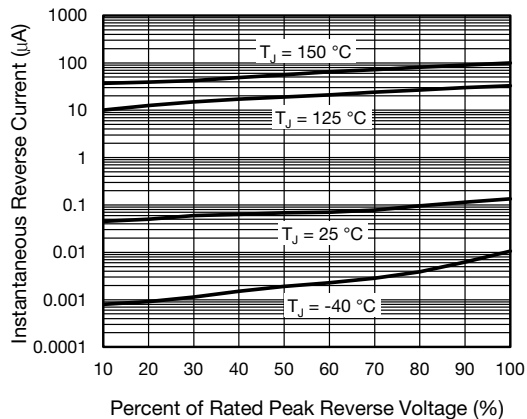 Instantaneous Reverse Current (μA)
1000
100
10
1
0.1
0.01
0.001
0.0001
T_J = 150 °C
T_J = 125 °C
T_J = 25 °C
T_J = -40 °C
10 20 30 40 50 60 70 80 90 100
Percent of Rated Peak Reverse Voltage (%)